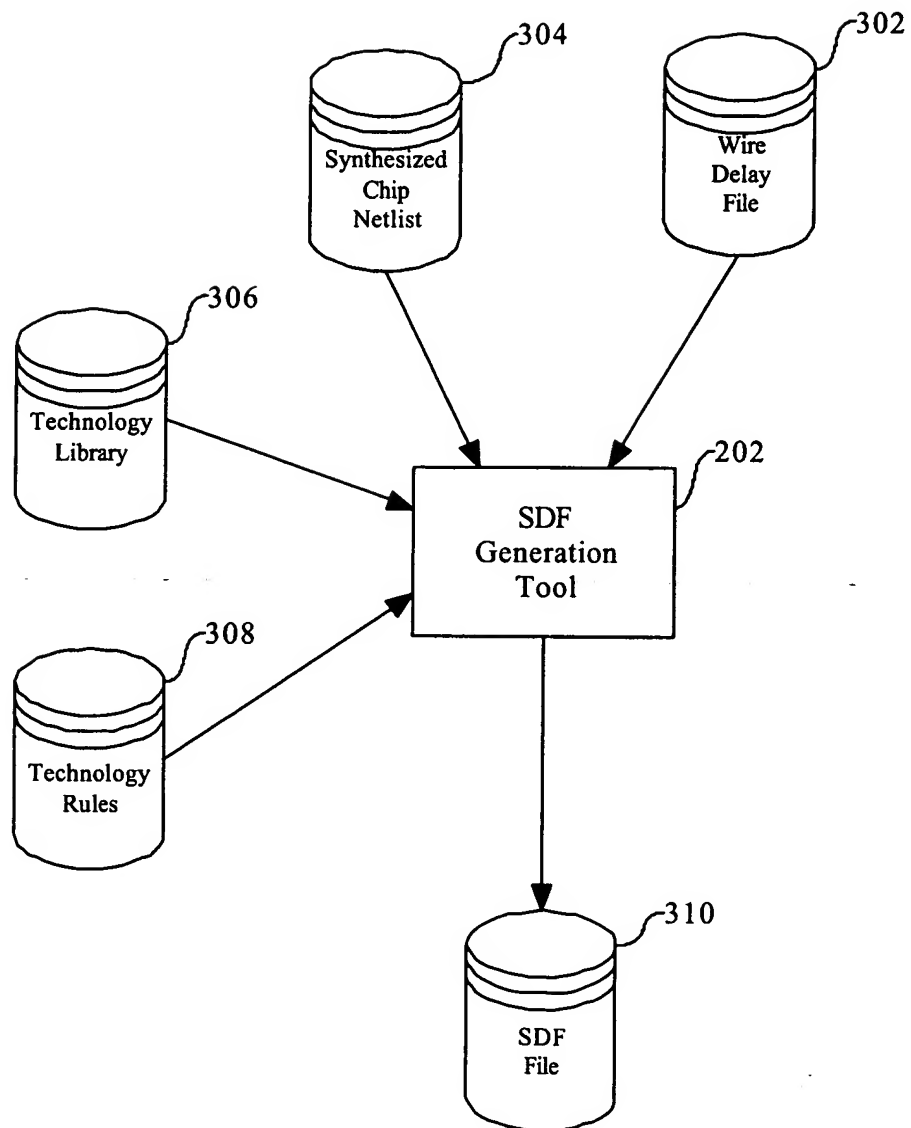 304
302
Synthesized
Chip
Netlist
Wire
Delay
File
306
Technology
Library
202
SDF
Generation
Tool
308
Technology
Rules
310
SDF
File